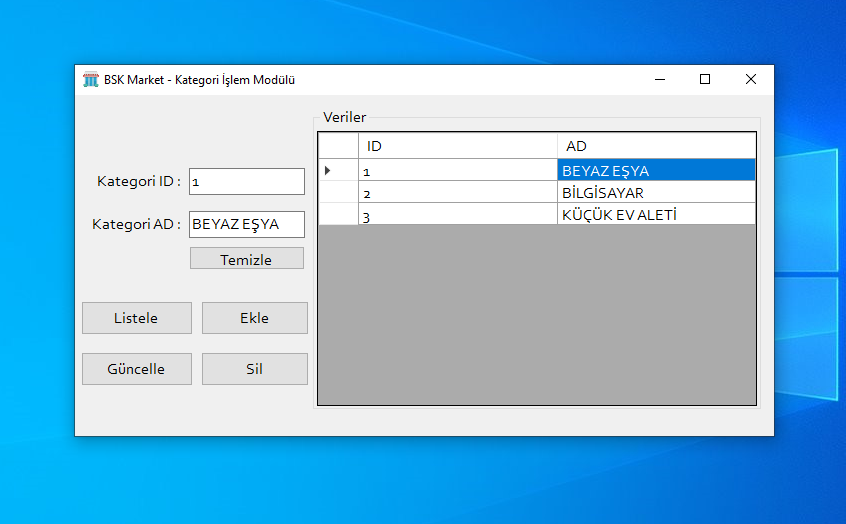 BSK Market - Kategori İşlem Modülü
Kategori ID : 1
Kategori AD : BEYAZ EŞYA
Temizle
Listele Ekle
Güncelle Sil
Veriler
ID AD
1 BEYAZ EŞYA
2 BİLGİSAYAR
3 KÜÇÜK EV ALETİ